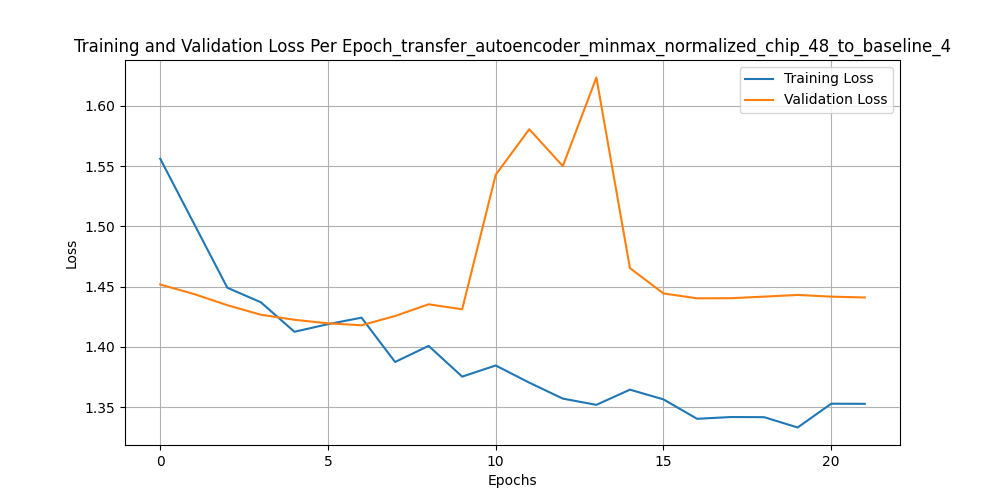 Training and Validation Loss Per Epoch_transfer_autoencoder_minmax_normalized_chip_48_to_baseline_4
Training Loss
Validation Loss
1.60
1.55
1.50
1.45
1.40
1.35
Loss
0 5 10 15 20
Epochs